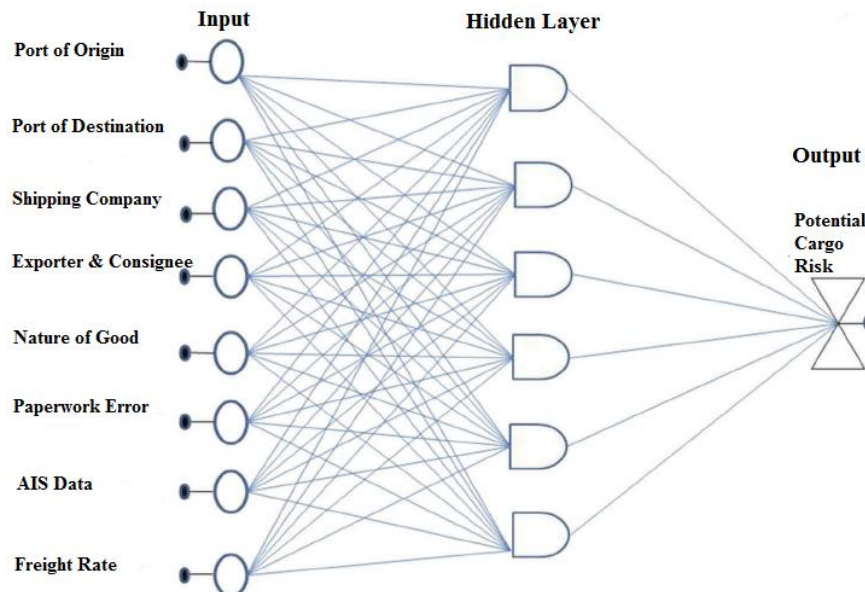 Input
Hidden Layer
Output
Port of Origin
Port of Destination
Shipping Company
Exporter & Consignee
Nature of Good
Paperwork Error
AIS Data
Freight Rate
Potential
Cargo
Risk